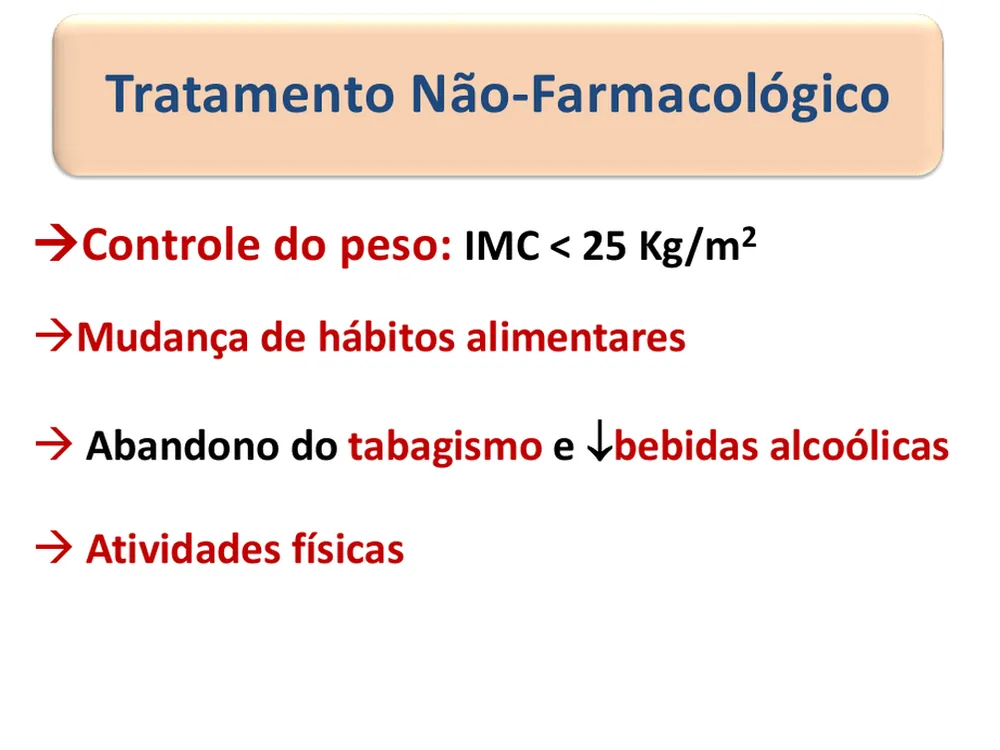 Tratamento Não-Farmacológico
→Controle do peso: IMC < 25 Kg/m²
→Mudança de hábitos alimentares
→ Abandono do tabagismo e ↓bebidas alcoólicas
→ Atividades físicas